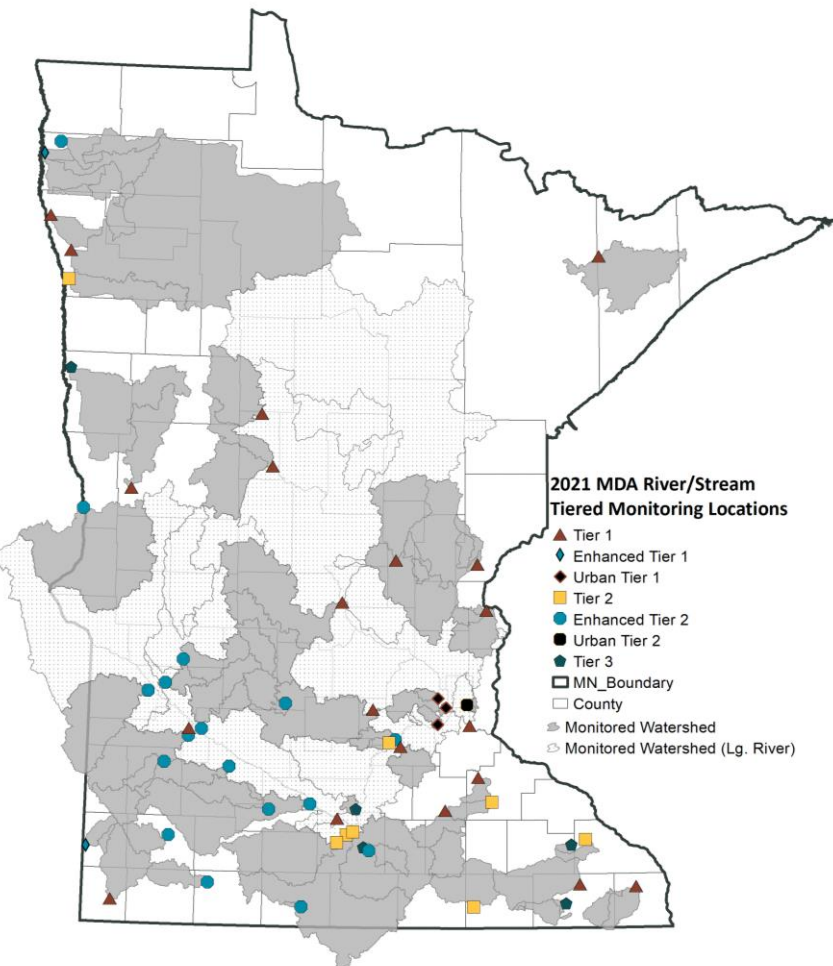 2021 MDA River/Stream
Tiered Monitoring Locations
Tier 1
Enhanced Tier 1
Urban Tier 1
Tier 2
Enhanced Tier 2
Urban Tier 2
Tier 3
MN_Boundary
County
Monitored Watershed
Monitored Watershed (Lg. River)